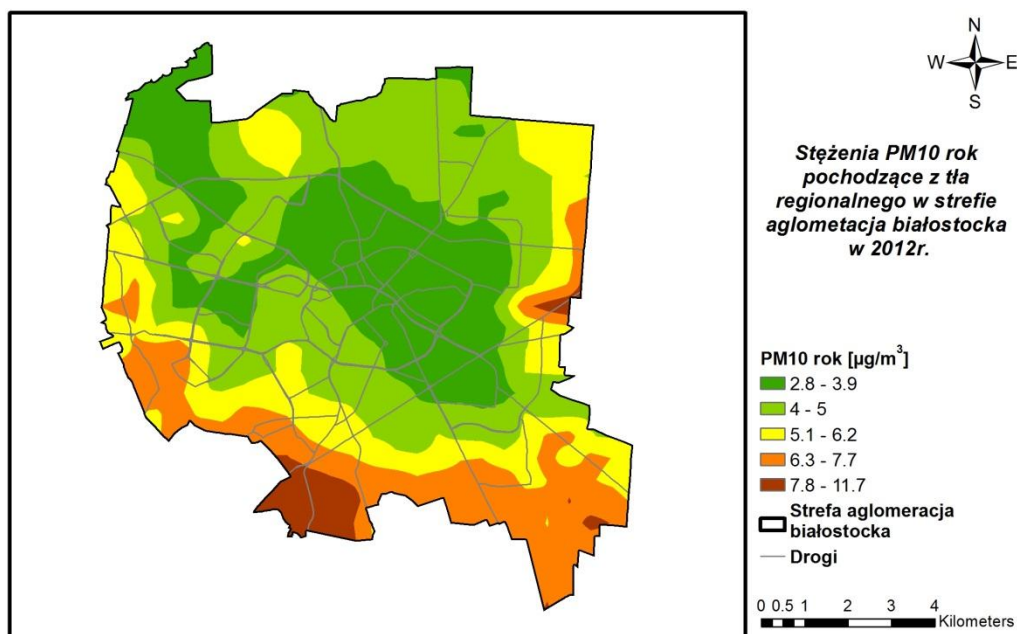 N
W E
S
Stężenia PM10 rok
pochodzące z tła
regionalnego w strefie
aglometacja białostocka
w 2012r.
PM10 rok [µg/m³]
2.8 - 3.9
4 - 5
5.1 - 6.2
6.3 - 7.7
7.8 - 11.7
Strefa aglomeracja
białostocka
Drogi
0 0.5 1 2 3 4
Kilometers